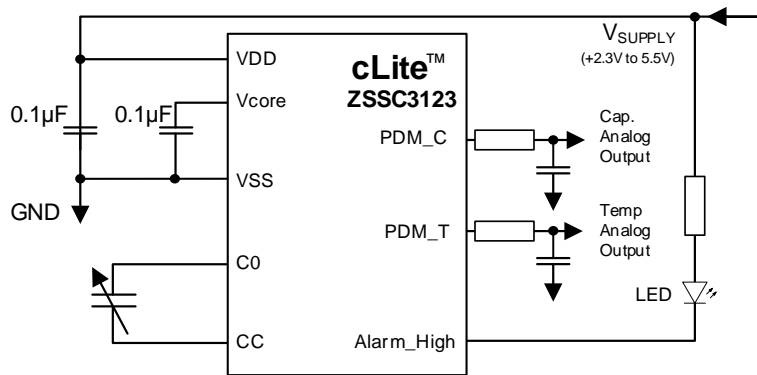 VSUPPLY
(+2.3V to 5.5V)
cLite™
ZSSC3123
VDD
Vcore
VSS
C0
CC
PDM_C
PDM_T
Alarm_High
0.1µF
0.1µF
GND
Cap.
Analog
Output
Temp
Analog
Output
LED